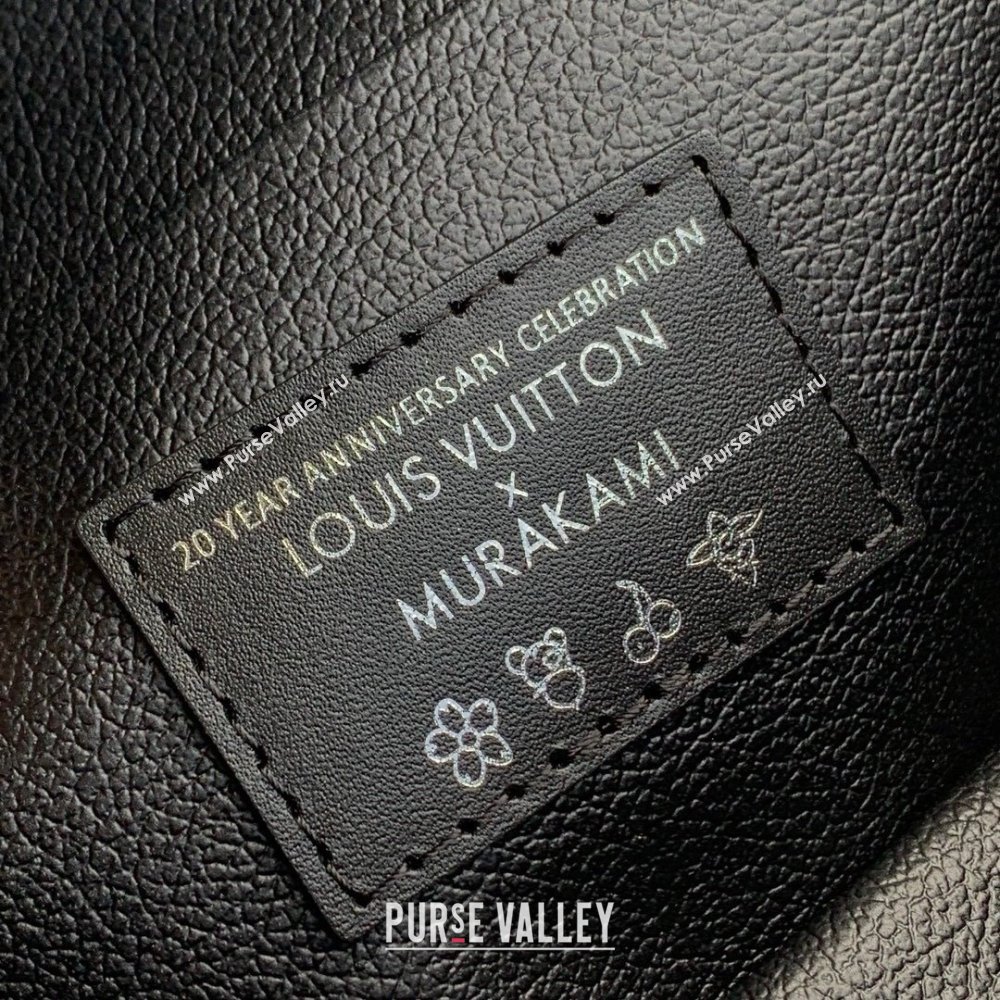 20 YEAR ANNIVERSARY CELEBRATION
LOUIS VUITTON
x
MURAKAMI
www.PurseValley.ru
www.PurseValley.ru
PURSE VALLEY